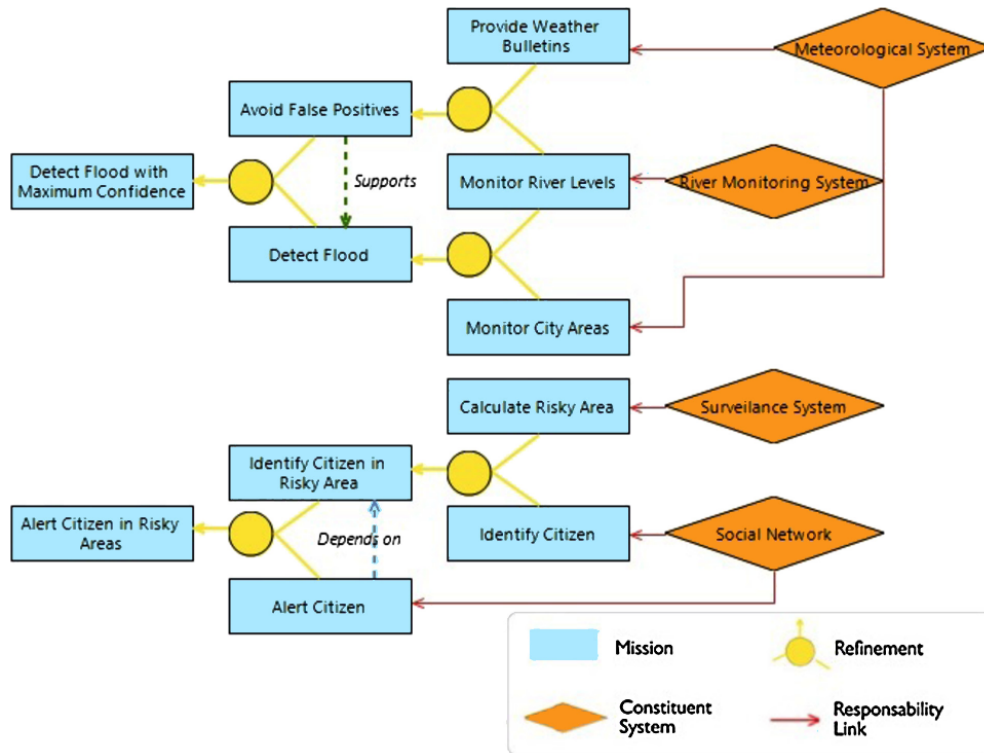 Provide Weather
Bulletins
Meteorological System
Avoid False Positives
Detect Flood with
Maximum Confidence
Supports
Monitor River Levels
River Monitoring System
Detect Flood
Monitor City Areas
Calculate Risky Area
Surveilance System
Identify Citizen in
Risky Area
Alert Citizen in Risky
Areas
Depends on
Identify Citizen
Social Network
Alert Citizen
Mission
Refinement
Constituent
System
Responsability
Link